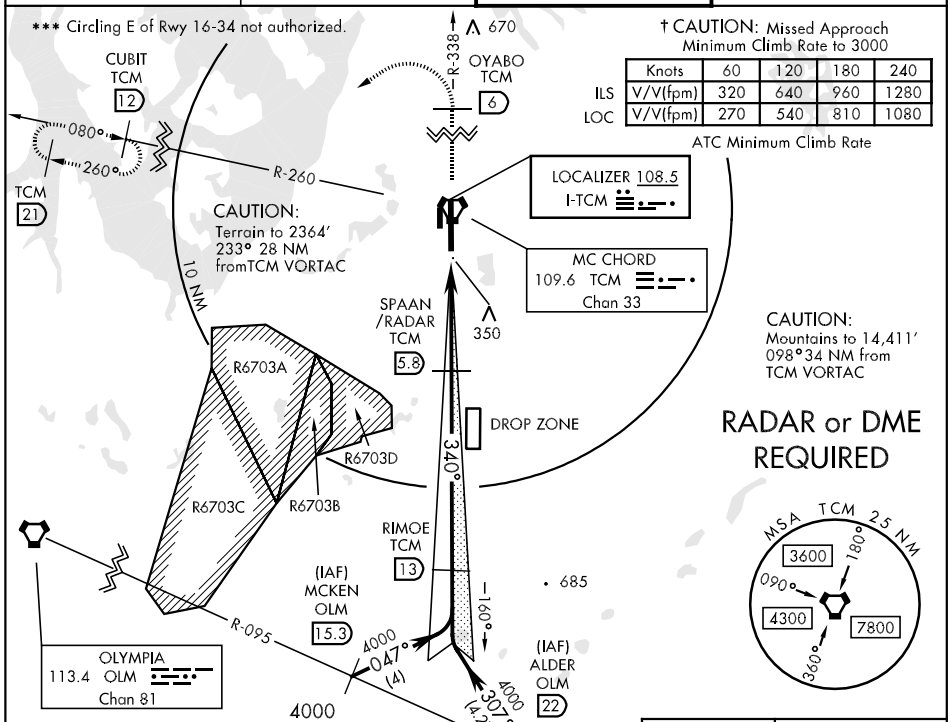 *** Circling E of Rwy 16-34 not authorized.
R-338
670
† CAUTION: Missed Approach
Minimum Climb Rate to 3000
Knots 60 120 180 240
ILS V/V(fpm) 320 640 960 1280
LOC V/V(fpm) 270 540 810 1080
ATC Minimum Climb Rate
CUBIT
TCM
12
OYABO
TCM
6
080°
260°
R-260
TCM
21
LOCALIZER 108.5
I-TCM
CAUTION:
Terrain to 2364'
233° 28 NM
fromTCM VORTAC
10 NM
MC CHORD
109.6 TCM
Chan 33
SPAAN
/RADAR
TCM
5.8
350
CAUTION:
Mountains to 14,411'
098° 34 NM from
TCM VORTAC
R6703A
R6703D
R6703B
R6703C
340°
DROP ZONE
RADAR or DME
REQUIRED
RIMOE
TCM
13
685
160°
MSA TCM 25 NM
3600
180°
090°
4300
7800
360°
(IAF)
MCKEN
OLM
15.3
R-095
4000
047°
(4)
4000
(IAF)
ALDER
OLM
22
4000
307°
(4.2
OLYMPIA
113.4 OLM
Chan 81